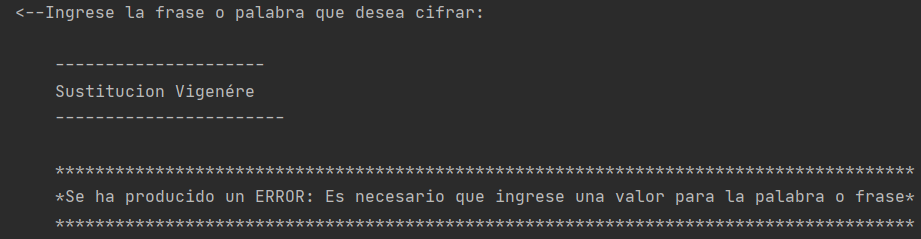 <--Ingrese la frase o palabra que desea cifrar:
---------------------
Sustitucion Vigenére
-----------------------
**************************************************************************************
*Se ha producido un ERROR: Es necesario que ingrese una valor para la palabra o frase*
**************************************************************************************